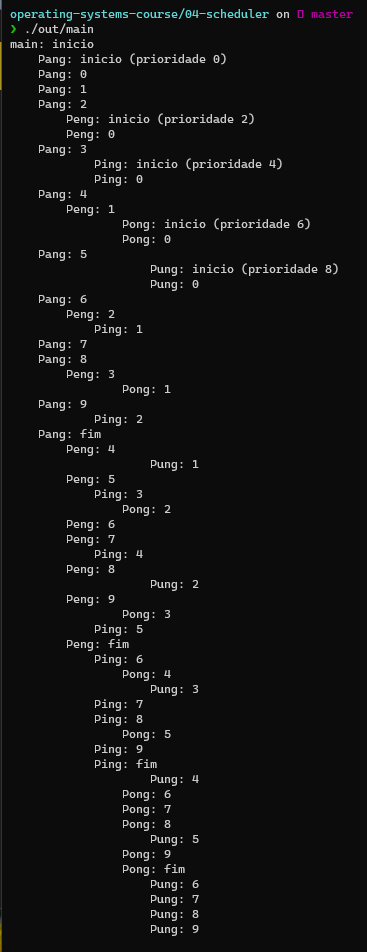 operating-systems-course/04-scheduler on master
❯ ./out/main
main: inicio
Pang: inicio (prioridade 0)
Pang: 0
Pang: 1
Pang: 2
Peng: inicio (prioridade 2)
Peng: 0
Pang: 3
Ping: inicio (prioridade 4)
Ping: 0
Pang: 4
Peng: 1
Pong: inicio (prioridade 6)
Pong: 0
Pang: 5
Pung: inicio (prioridade 8)
Pung: 0
Pang: 6
Peng: 2
Ping: 1
Pang: 7
Pang: 8
Peng: 3
Pong: 1
Pang: 9
Ping: 2
Pang: fim
Peng: 4
Pung: 1
Peng: 5
Ping: 3
Pong: 2
Peng: 6
Peng: 7
Ping: 4
Peng: 8
Pung: 2
Peng: 9
Pong: 3
Ping: 5
Peng: fim
Ping: 6
Pong: 4
Pung: 3
Ping: 7
Ping: 8
Pong: 5
Ping: 9
Ping: fim
Pung: 4
Pong: 6
Pong: 7
Pong: 8
Pung: 5
Pong: 9
Pong: fim
Pung: 6
Pung: 7
Pung: 8
Pung: 9